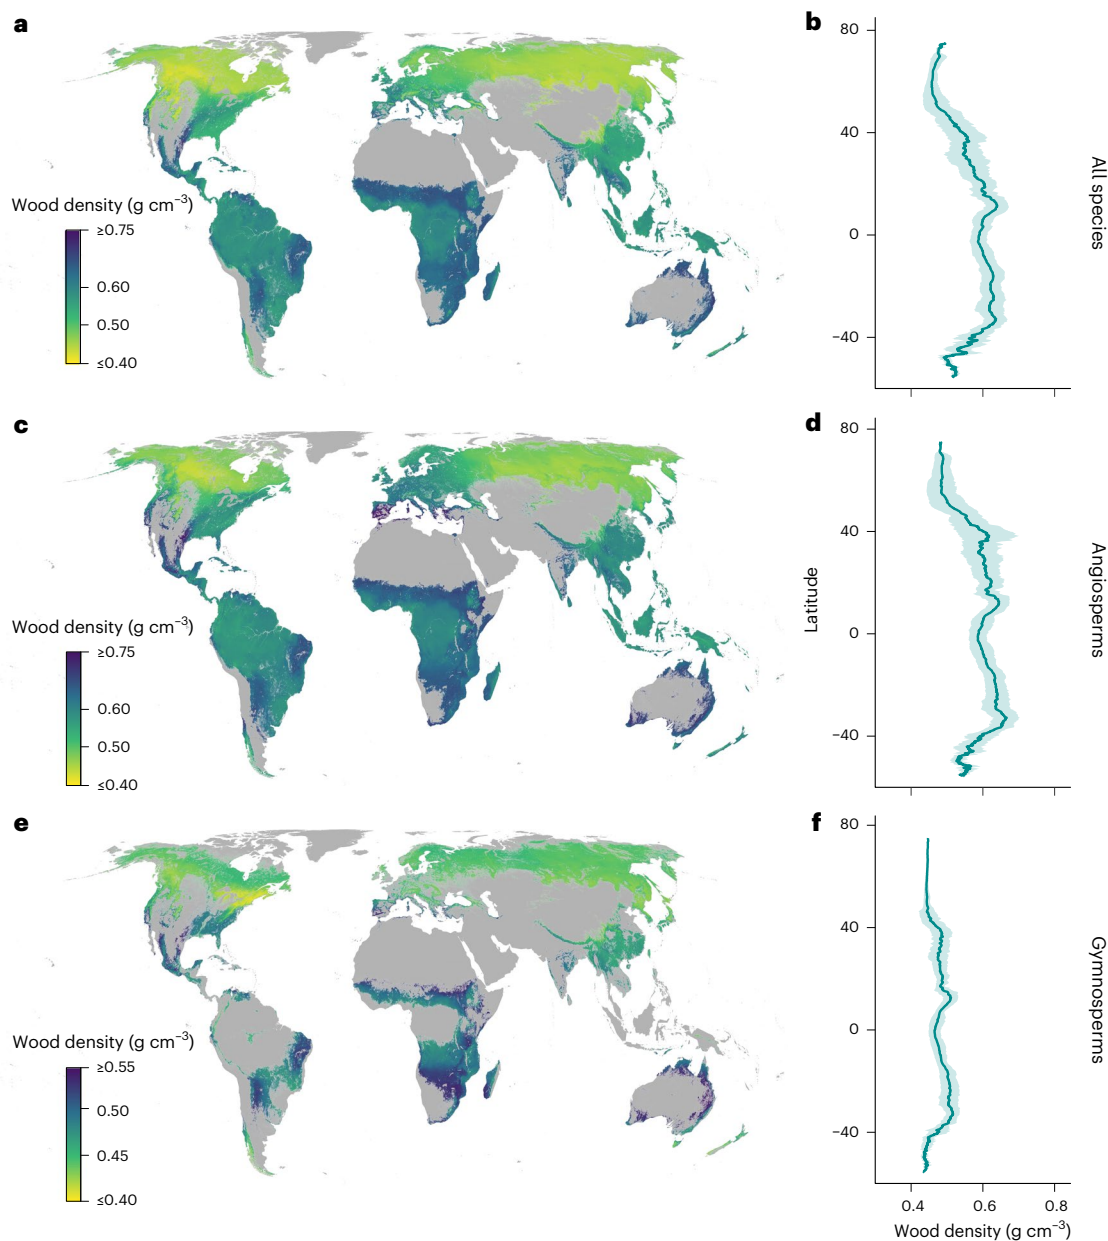 a
Wood density (g cm⁻³)
≥0.75
0.60
0.50
≤0.40
b
80
40
0
−40
All species
c
Wood density (g cm⁻³)
≥0.75
0.60
0.50
≤0.40
d
80
40
0
−40
Latitude
Angiosperms
e
Wood density (g cm⁻³)
≥0.55
0.50
0.45
≤0.40
f
80
40
0
−40
0.4 0.6 0.8
Wood density (g cm⁻³)
Gymnosperms